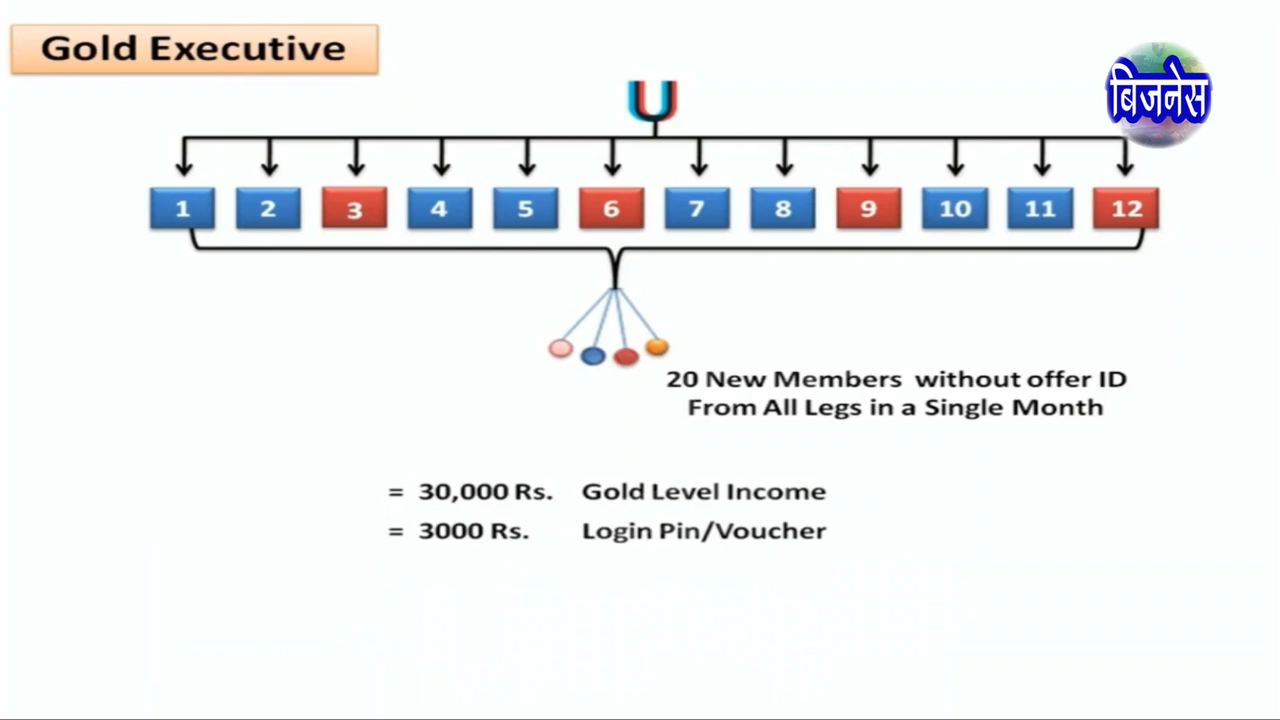 Gold Executive
बिजनेस
U
1 2 3 4 5 6 7 8 9 10 11 12
20 New Members without offer ID
From All Legs in a Single Month
= 30,000 Rs. Gold Level Income
= 3000 Rs. Login Pin/Voucher